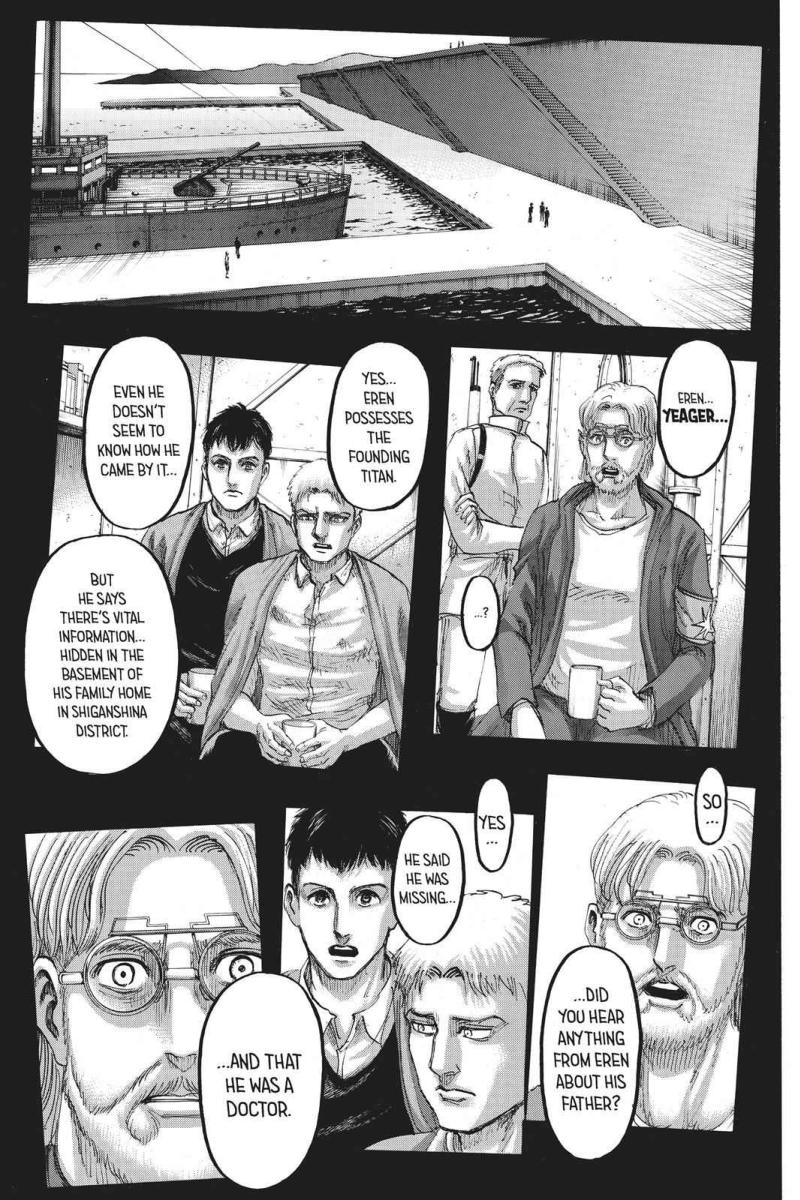 EREN...
YEAGER...
...?
YES...
EREN
POSSESSES
THE
FOUNDING
TITAN.
EVEN HE
DOESN'T
SEEM TO
KNOW HOW HE
CAME BY IT...
BUT
HE SAYS
THERE'S VITAL
INFORMATION...
HIDDEN IN THE
BASEMENT OF
HIS FAMILY HOME
IN SHIGANSHINA
DISTRICT.
SO
...
...DID
YOU HEAR
ANYTHING
FROM EREN
ABOUT HIS
FATHER?
YES
...
HE SAID
HE WAS
MISSING...
...AND THAT
HE WAS A
DOCTOR.